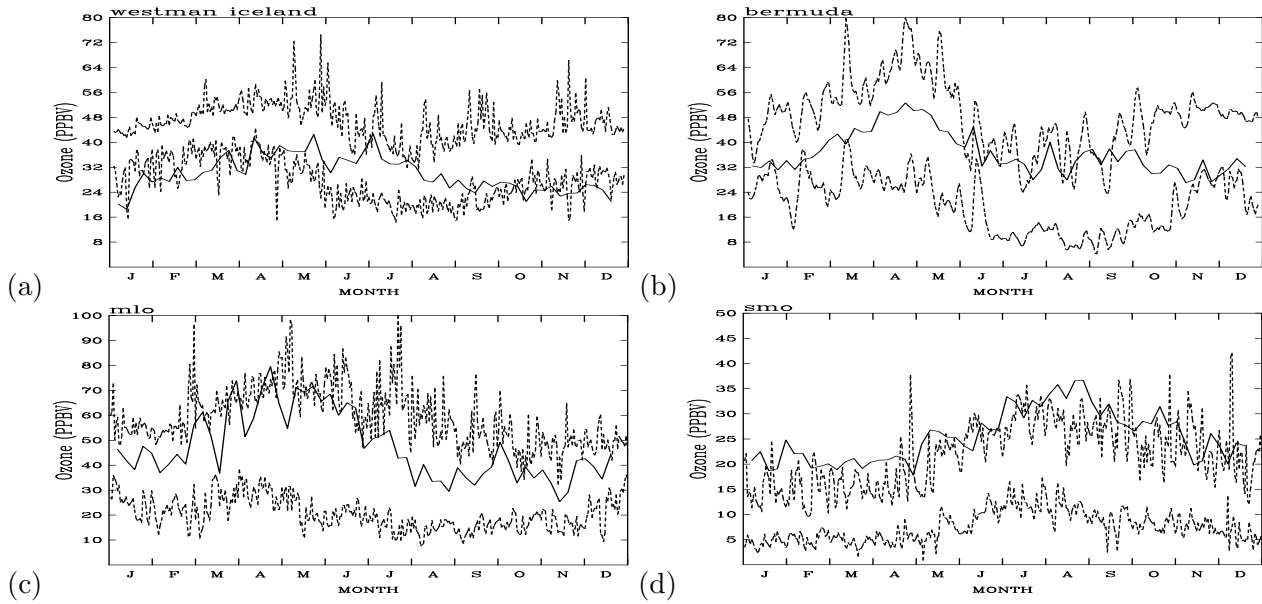 westman iceland
80
72
64
56
48
40
32
24
16
8
Ozone (PPBV)
J F M A M J J A S O N D
MONTH
(a)
bermuda
80
72
64
56
48
40
32
24
16
8
Ozone (PPBV)
J F M A M J J A S O N D
MONTH
(b)
mlo
100
90
80
70
60
50
40
30
20
10
Ozone (PPBV)
J F M A M J J A S O N D
MONTH
(c)
smo
50
45
40
35
30
25
20
15
10
5
Ozone (PPBV)
J F M A M J J A S O N D
MONTH
(d)